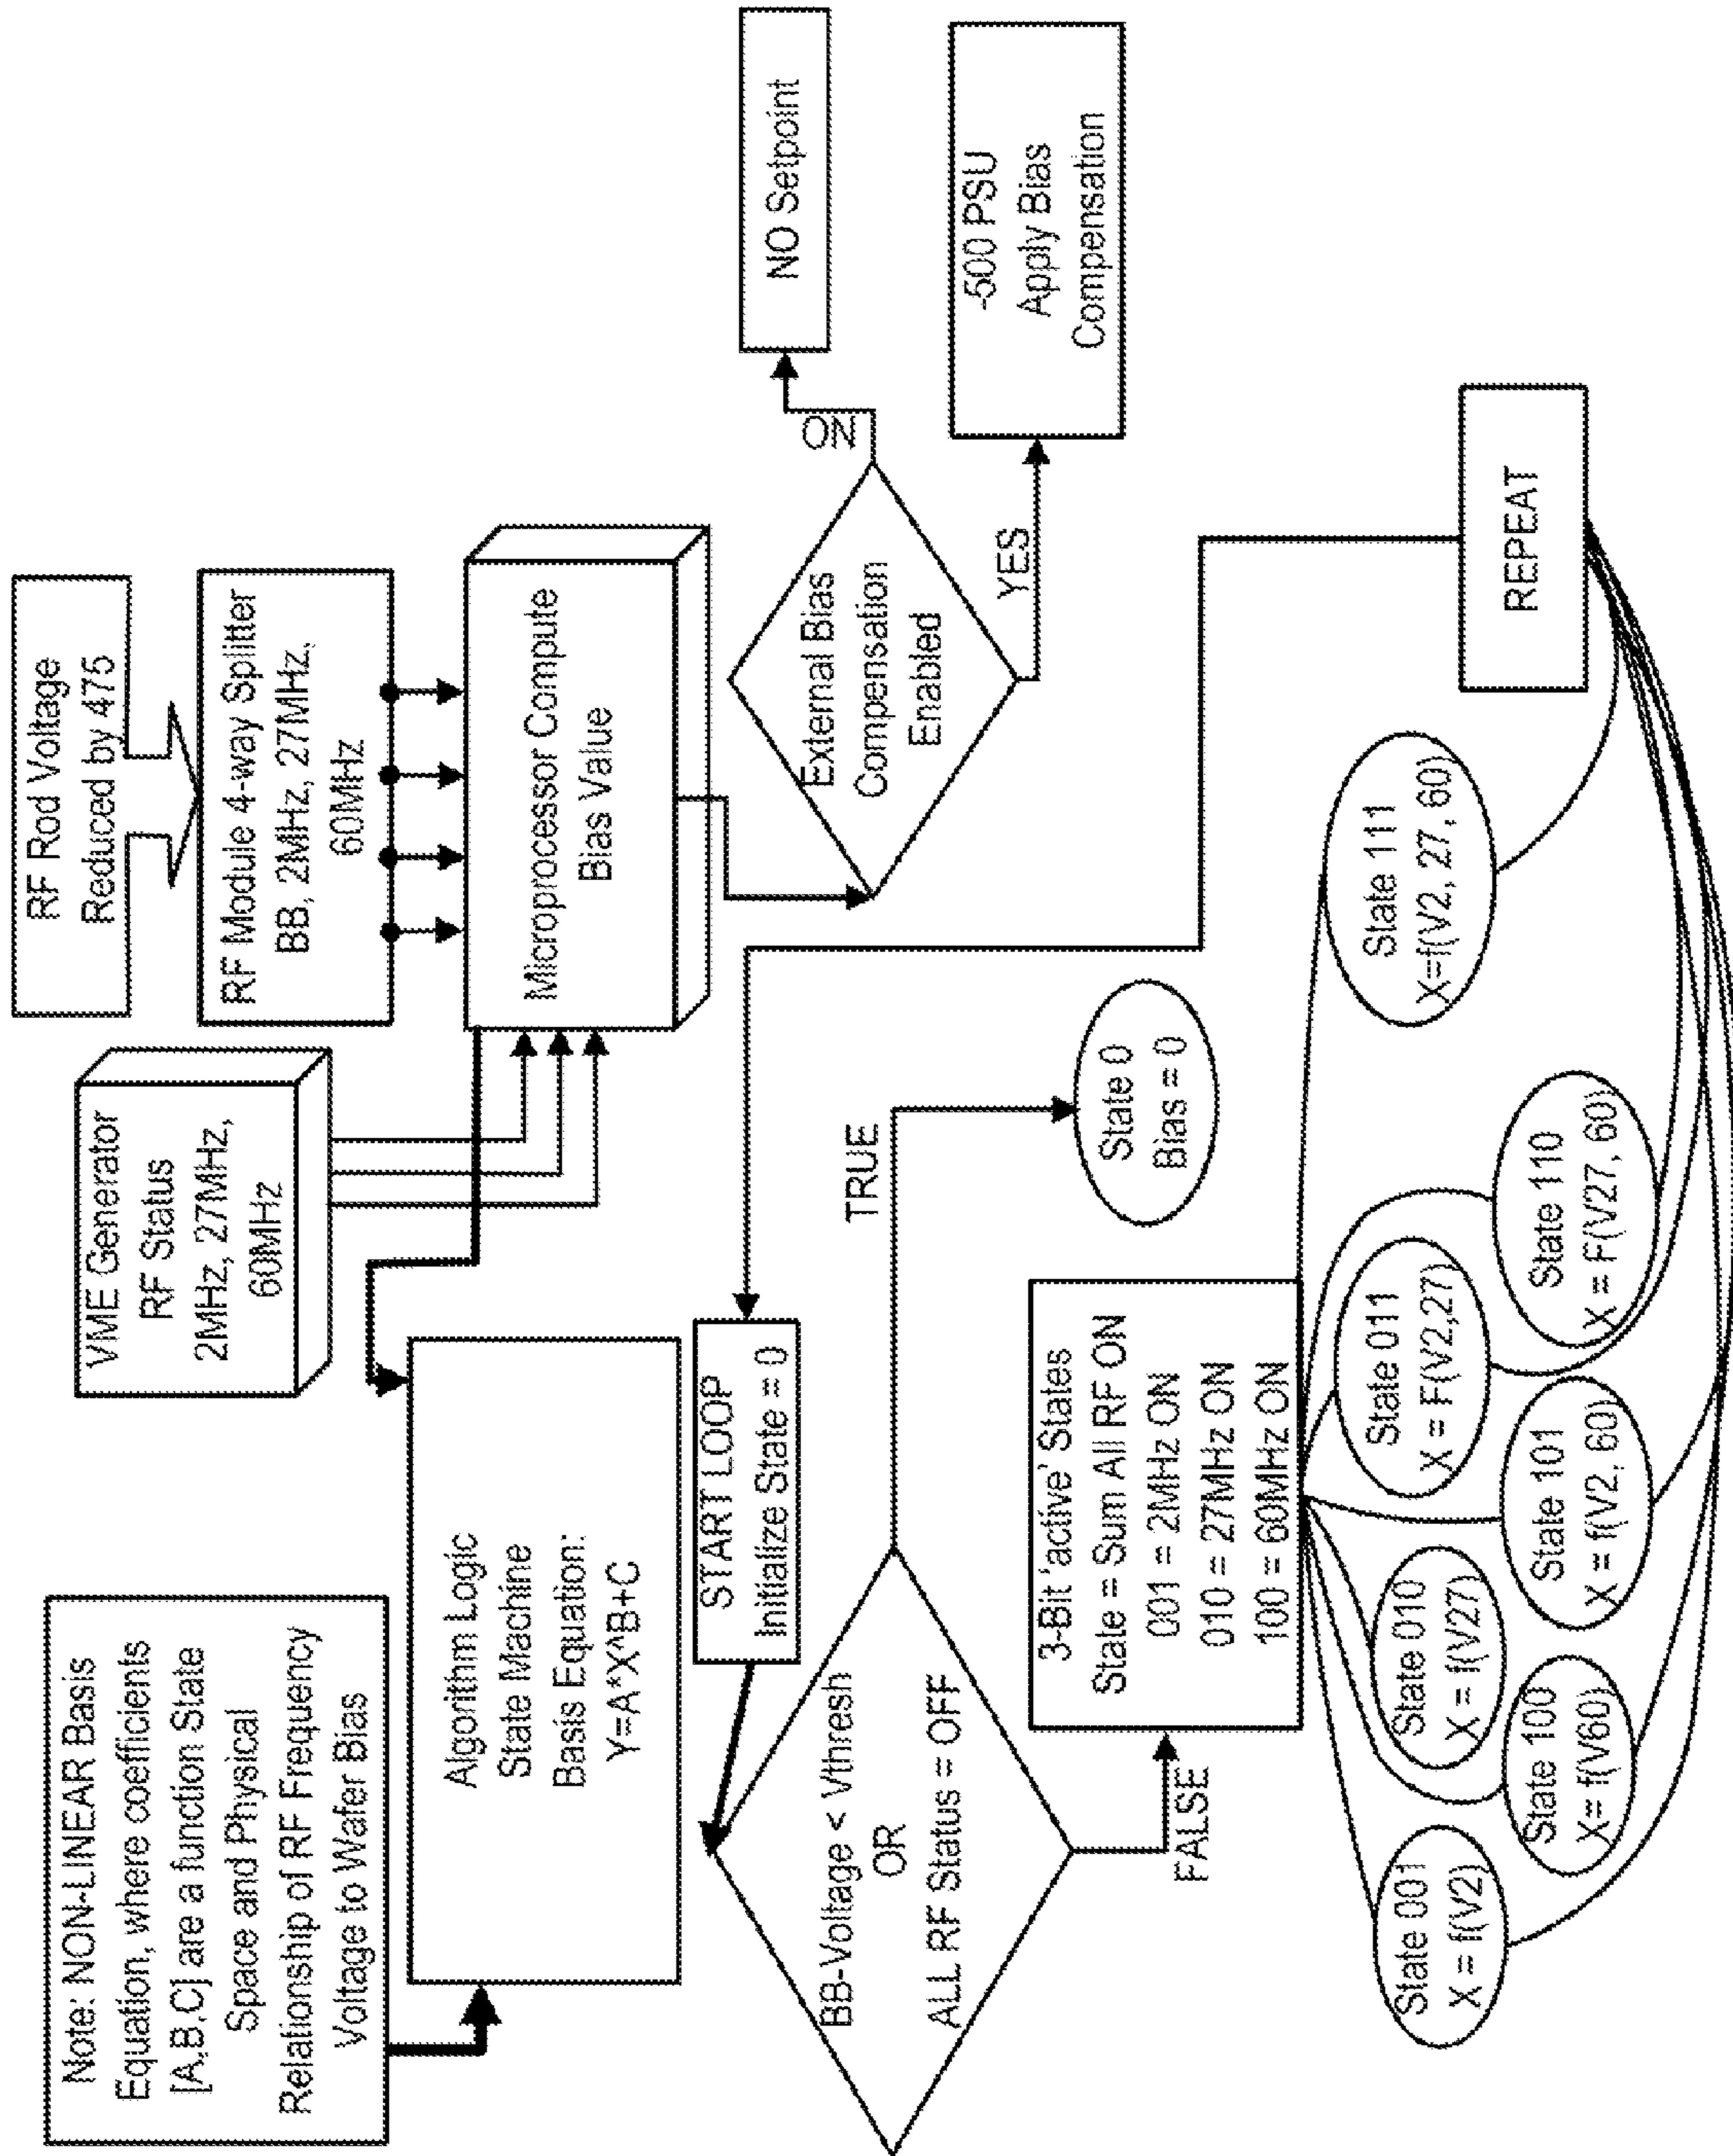 Note: NON-LINEAR Basis
Equation, where coefficients
[A,B,C] are a function State
Space and Physical
Relationship of RF Frequency
Voltage to Wafer Bias
VME Generator
RF Status
2MHz, 27MHz,
60MHz
RF Rod Voltage
Reduced by 475
RF Module 4-way Splitter
BB, 2MHz, 27MHz,
60MHz
Algorithm Logic
State Machine
Basis Equation:
Y=A*X^B+C
Microprocessor Compute
Bias Value
START LOOP
Initialize State = 0
External Bias
Compensation
Enabled
ON
NO Setpoint
YES
-500 PSU
Apply Bias
Compensation
BB-Voltage < Vthresh
OR
ALL RF Status = OFF
TRUE
State 0
Bias = 0
FALSE
3-Bit 'active' States
State = Sum All RF ON
001 = 2MHz ON
010 = 27MHz ON
100 = 60MHz ON
State 001
X = f(V2)
State 010
X = f(V27)
State 100
X= f(V60)
State 011
X = F(V2,27)
State 101
X = f(V2, 60)
State 110
X = F(V27, 60)
State 111
X=f(V2, 27, 60)
REPEAT